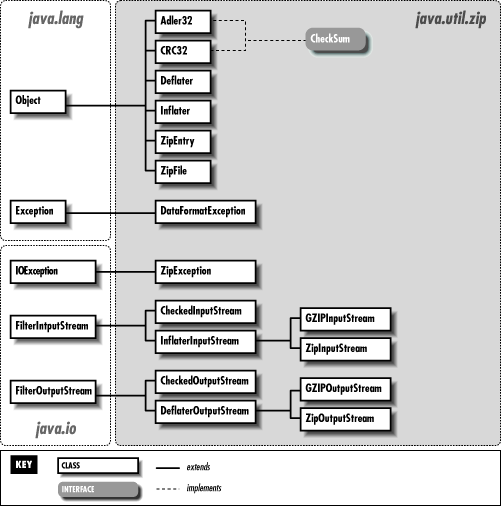 java.lang
java.util.zip
Adler32
CheckSum
CRC32
Deflater
Object
Inflater
ZipEntry
ZipFile
Exception
DataFormatException
IOException
ZipException
CheckedInputStream
FilterIntputStream
GZIPInputStream
InflaterInputStream
ZipInputStream
CheckedOutputStream
FilterOutputStream
GZIPOutputStream
DeflaterOutputStream
ZipOutputStream
java.io
KEY
CLASS
extends
INTERFACE
implements